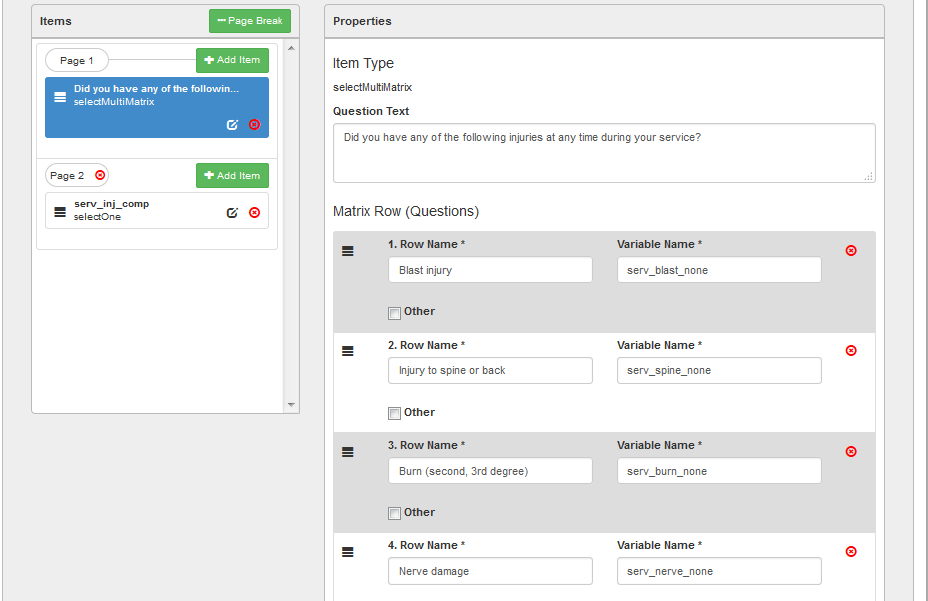 Items
Page Break
Page 1
Add Item
Did you have any of the followin...
selectMultiMatrix
Page 2
Add Item
serv_inj_comp
selectOne
Properties
Item Type
selectMultiMatrix
Question Text
Did you have any of the following injuries at any time during your service?
Matrix Row (Questions)
1. Row Name *
Variable Name *
Blast injury
serv_blast_none
Other
2. Row Name *
Variable Name *
Injury to spine or back
serv_spine_none
Other
3. Row Name *
Variable Name *
Burn (second, 3rd degree)
serv_burn_none
Other
4. Row Name *
Variable Name *
Nerve damage
serv_nerve_none